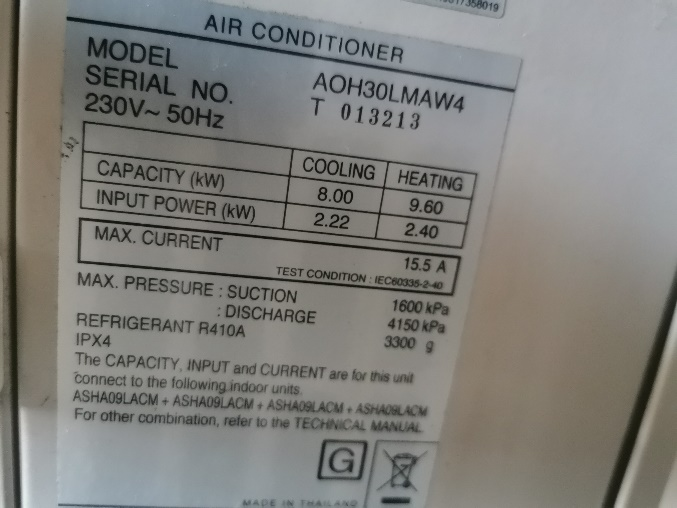 AIR CONDITIONER
MODEL AOH30LMAW4
SERIAL NO. T 013213
230V~ 50Hz
COOLING HEATING
CAPACITY (kW) 8.00 9.60
INPUT POWER (kW) 2.22 2.40
MAX. CURRENT 15.5 A
TEST CONDITION : IEC60335-2-40
MAX. PRESSURE : SUCTION 1600 kPa
: DISCHARGE 4150 kPa
REFRIGERANT R410A 3300 g
IPX4
The CAPACITY, INPUT and CURRENT are for this unit
connect to the following indoor units.
ASHA09LACM + ASHA09LACM + ASHA09LACM + ASHA09LACM
For other combination, refer to the TECHNICAL MANUAL
G
MADE IN THAILAND